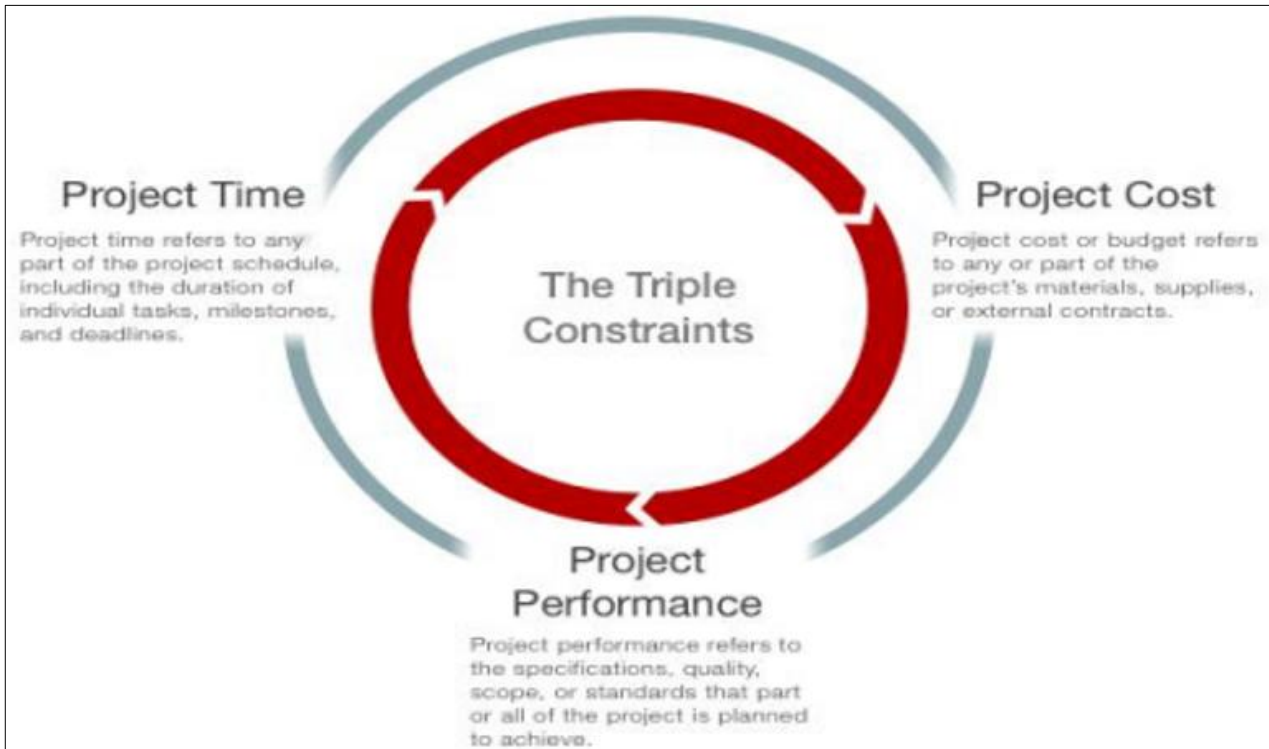 Project Time
Project time refers to any
part of the project schedule,
including the duration of
individual tasks, milestones,
and deadlines.
The Triple
Constraints
Project Cost
Project cost or budget refers
to any or part of the
project's materials, supplies,
or external contracts.
Project
Performance
Project performance refers to
the specifications, quality,
scope, or standards that part
or all of the project is planned
to achieve.